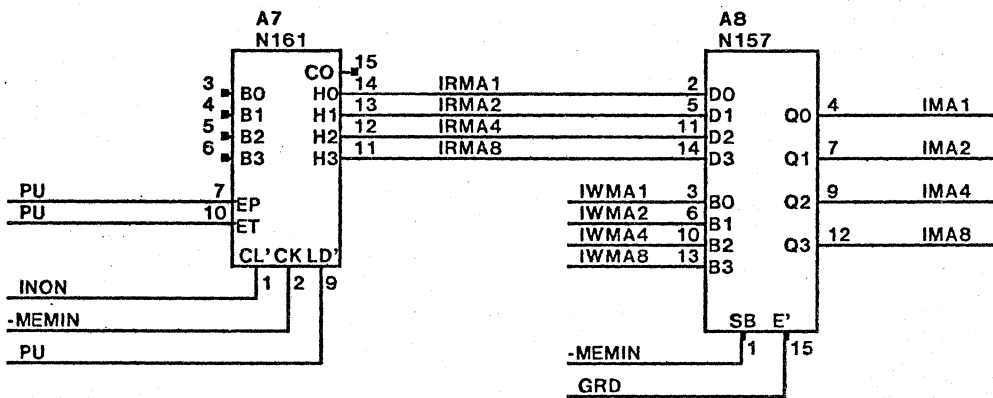 A7
N161
CO 15
3 B0 H0 14 IRMA1
4 B1 H1 13 IRMA2
5 B2 H2 12 IRMA4
6 B3 H3 11 IRMA8
PU 7 EP
PU 10 ET
CL' CK LD'
1 2 9
INON
-MEMIN
PU
A8
N157
2 D0 Q0 4 IMA1
5 D1
11 D2
14 D3 Q1 7 IMA2
IWMA1 3 B0 Q2 9 IMA4
IWMA2 6 B1
IWMA4 10 B2 Q3 12 IMA8
IWMA8 13 B3
SB E'
1 15
-MEMIN
GRD